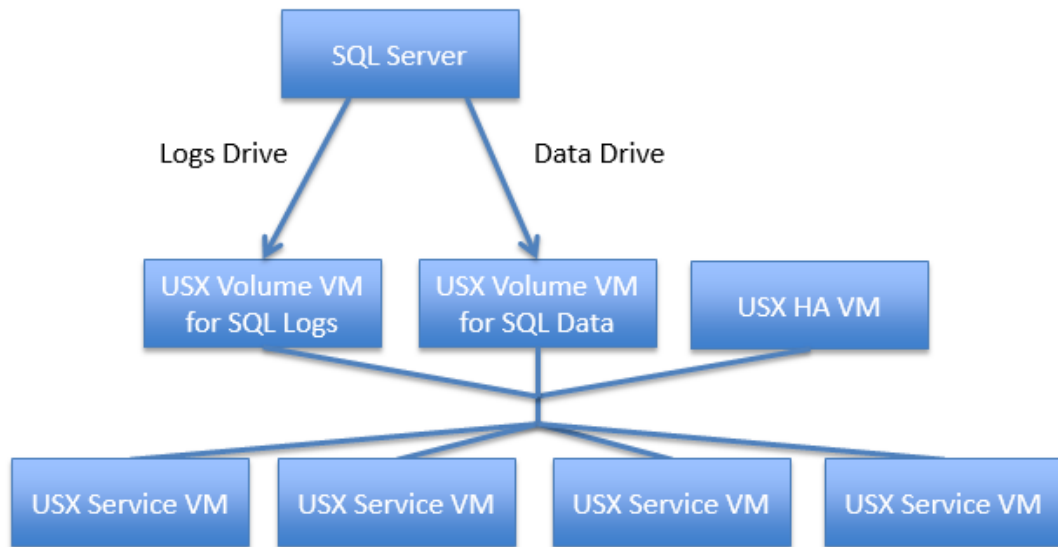 SQL Server
Logs Drive
Data Drive
USX Volume VM
for SQL Logs
USX Volume VM
for SQL Data
USX HA VM
USX Service VM
USX Service VM
USX Service VM
USX Service VM